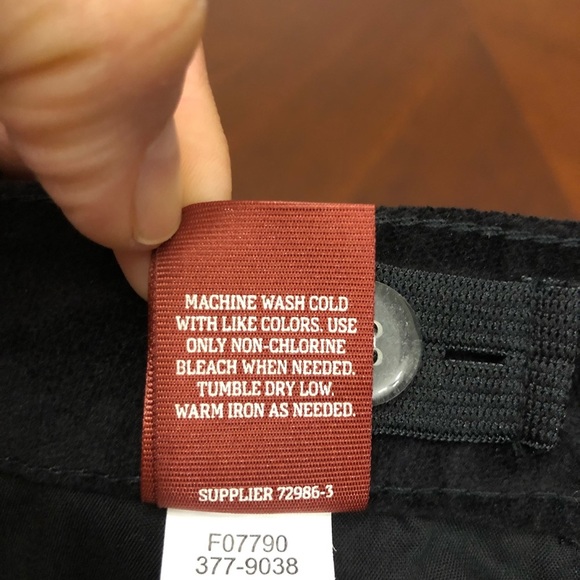 MACHINE WASH COLD
WITH LIKE COLORS. USE
ONLY NON-CHLORINE
BLEACH WHEN NEEDED.
TUMBLE DRY LOW.
WARM IRON AS NEEDED.
SUPPLIER 72986-3
F07790
377-9038